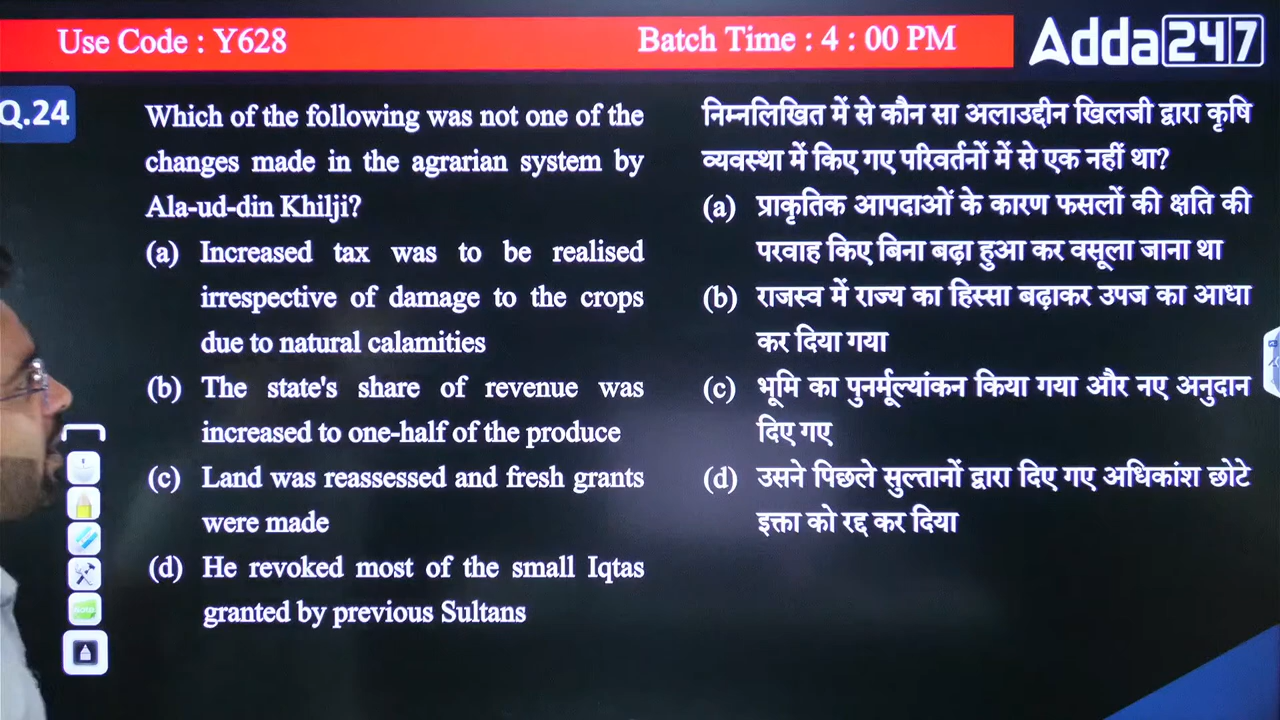 Use Code : Y628
Batch Time : 4 : 00 PM
Adda247
Q.24
Which of the following was not one of the
changes made in the agrarian system by
Ala-ud-din Khilji?
(a) Increased tax was to be realised
irrespective of damage to the crops
due to natural calamities
(b) The state's share of revenue was
increased to one-half of the produce
(c) Land was reassessed and fresh grants
were made
(d) He revoked most of the small Iqtas
granted by previous Sultans
निम्नलिखित में से कौन सा अलाउद्दीन खिलजी द्वारा कृषि
व्यवस्था में किए गए परिवर्तनों में से एक नहीं था?
(a) प्राकृतिक आपदाओं के कारण फसलों की क्षति की
परवाह किए बिना बढ़ा हुआ कर वसूला जाना था
(b) राजस्व में राज्य का हिस्सा बढ़ाकर उपज का आधा
कर दिया गया
(c) भूमि का पुनर्मूल्यांकन किया गया और नए अनुदान
दिए गए
(d) उसने पिछले सुल्तानों द्वारा दिए गए अधिकांश छोटे
इक्ता को रद्द कर दिया